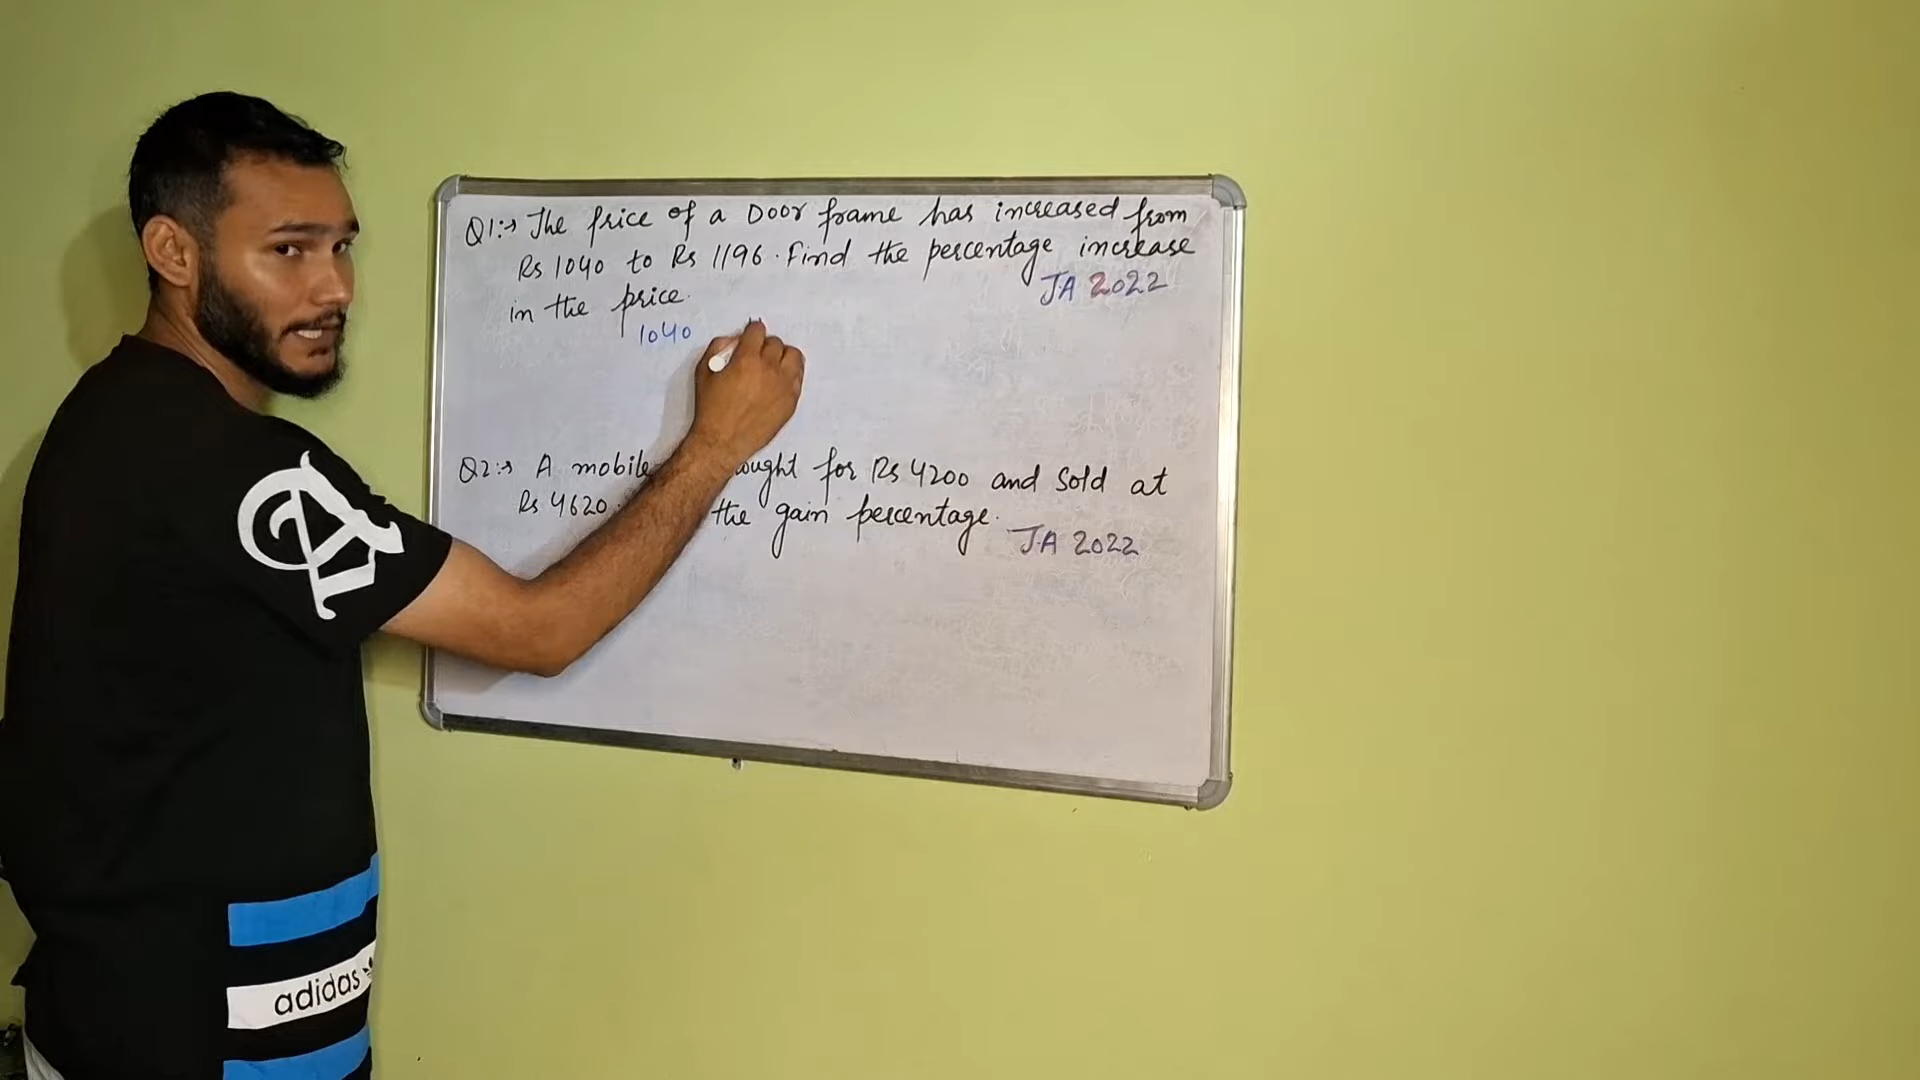 Q1:→ The price of a Door frame has increased from
Rs 1040 to Rs 1196. Find the percentage increase
in the price.
JA 2022
1040
Q2:→ A mobile for Rs 4200 and Sold at
Rs 4620. the gain percentage.
J.A 2022
adidas